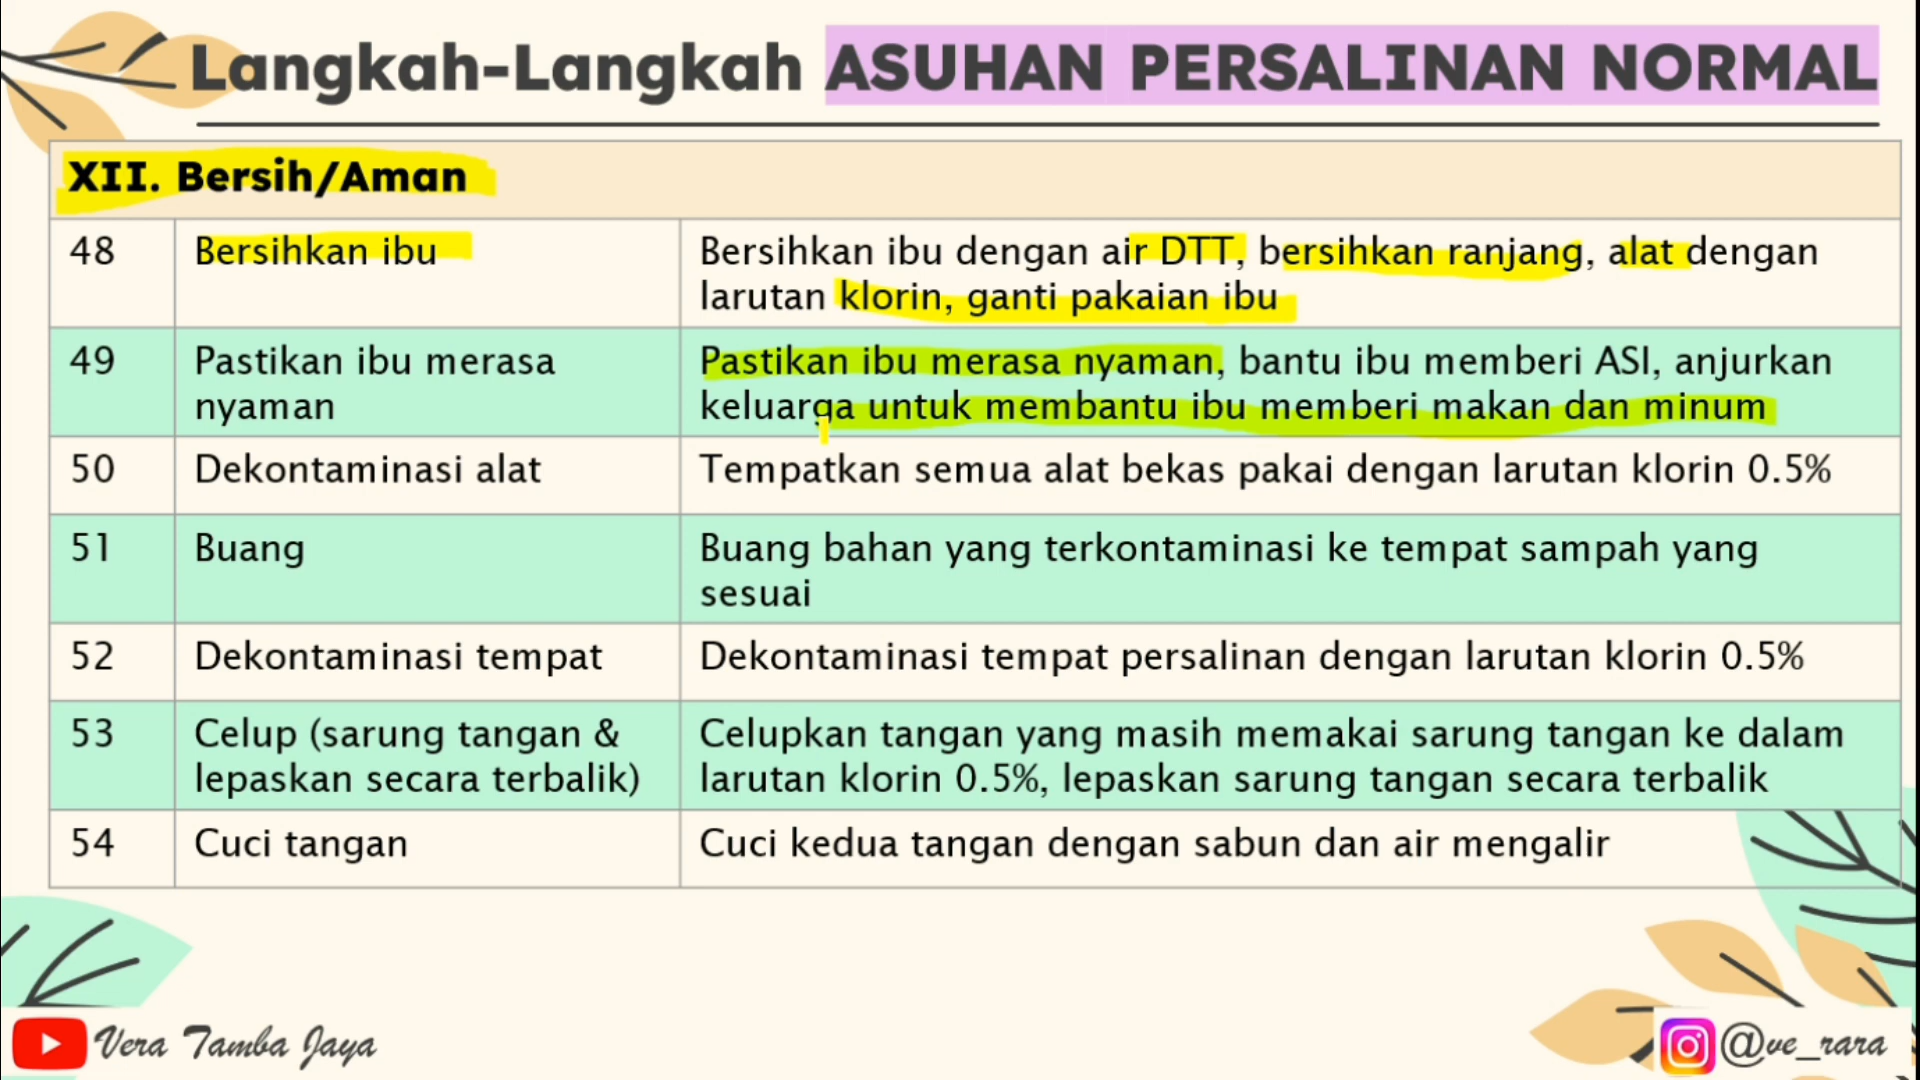 Langkah-Langkah ASUHAN PERSALINAN NORMAL
XII. Bersih/Aman
48
Bersihkan ibu
Bersihkan ibu dengan air DTT, bersihkan ranjang, alat dengan
larutan klorin, ganti pakaian ibu
49
Pastikan ibu merasa
nyaman
Pastikan ibu merasa nyaman, bantu ibu memberi ASI, anjurkan
keluarga untuk membantu ibu memberi makan dan minum
50
Dekontaminasi alat
Tempatkan semua alat bekas pakai dengan larutan klorin 0.5%
51
Buang
Buang bahan yang terkontaminasi ke tempat sampah yang
sesuai
52
Dekontaminasi tempat
Dekontaminasi tempat persalinan dengan larutan klorin 0.5%
53
Celup (sarung tangan &
lepaskan secara terbalik)
Celupkan tangan yang masih memakai sarung tangan ke dalam
larutan klorin 0.5%, lepaskan sarung tangan secara terbalik
54
Cuci tangan
Cuci kedua tangan dengan sabun dan air mengalir
Vera Tamba Jaya
@ve_rara